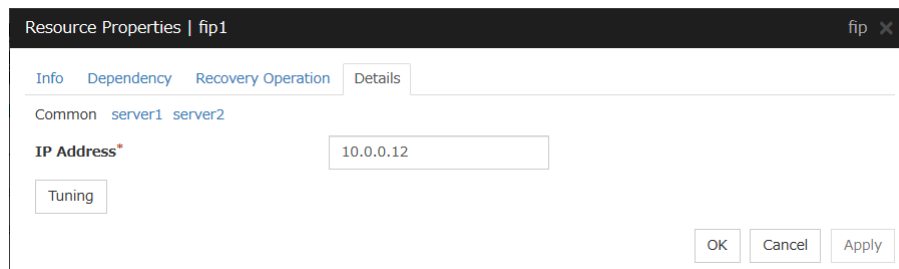 Resource Properties | fip1 fip ×
Info Dependency Recovery Operation Details
Common server1 server2
IP Address* 10.0.0.12
Tuning
OK Cancel Apply